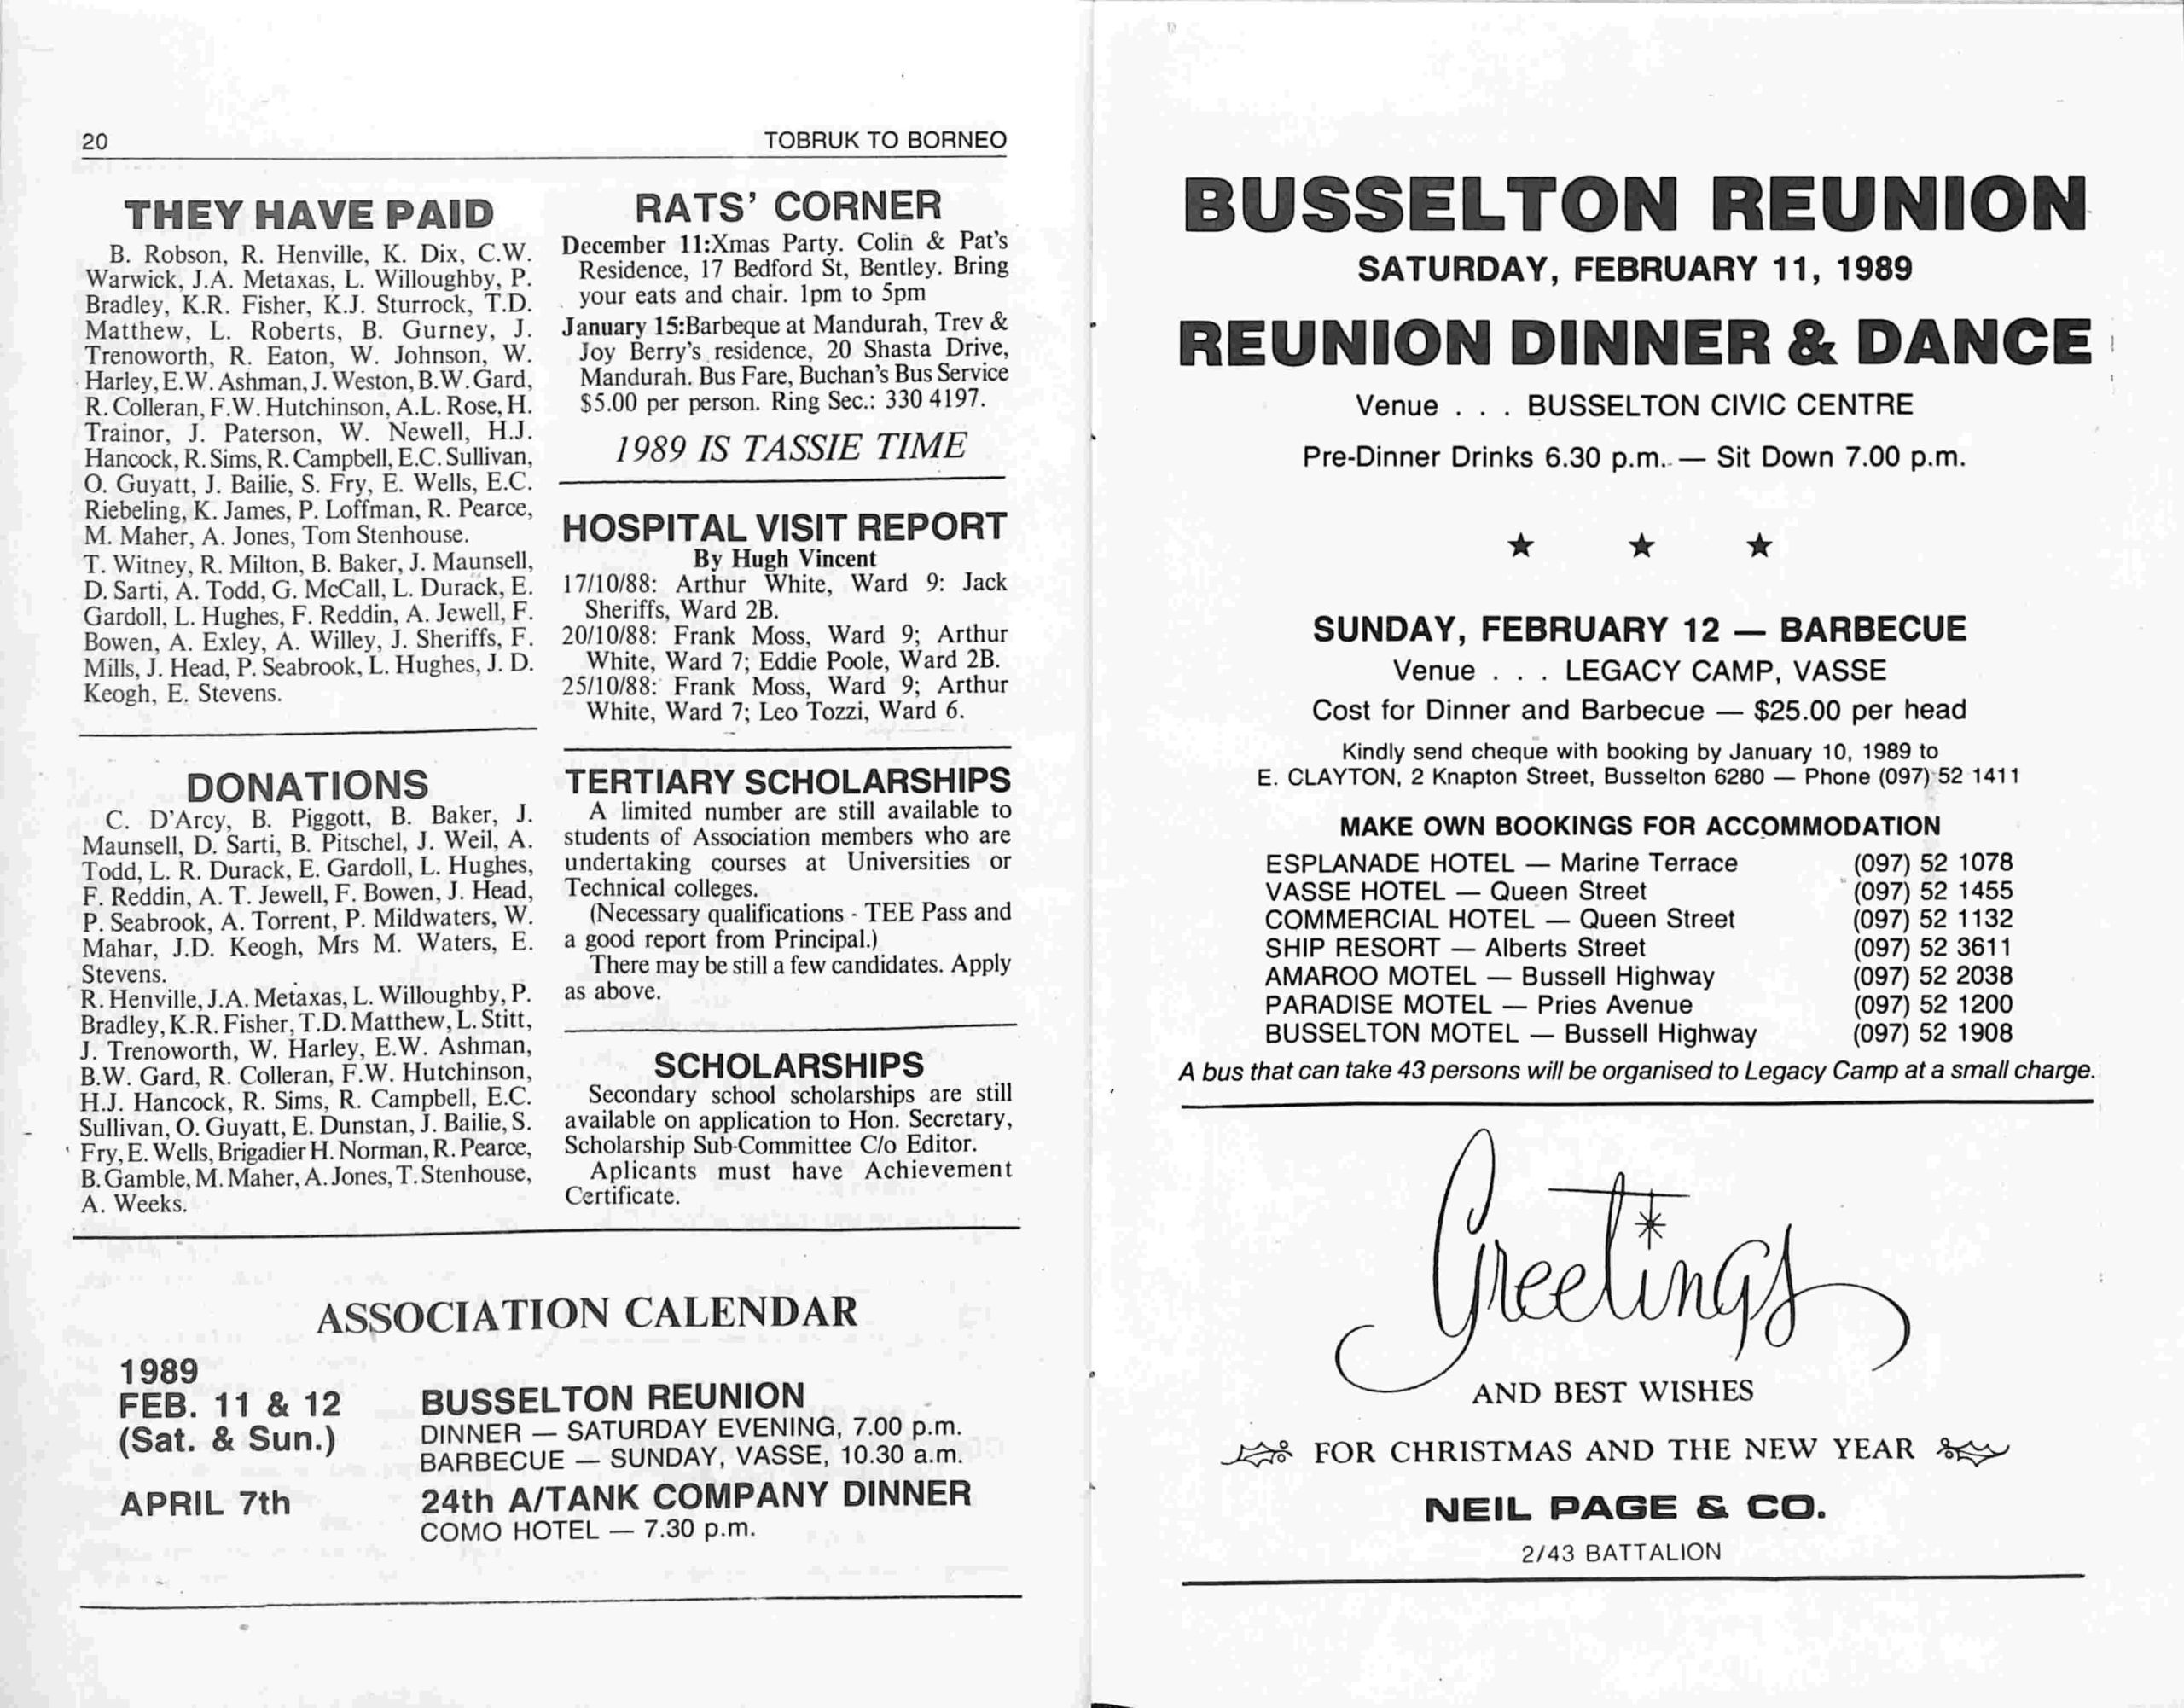 20
TOBRUK TO BORNEO
THEY HAVE PAID
B. Robson, R. Henville, K. Dix, C.W.
Warwick, J.A. Metaxas, L. Willoughby, P.
Bradley, K.R. Fisher, K.J. Sturrock, T.D.
Matthew, L. Roberts, B. Gurney, J.
Trenoworth, R. Eaton, W. Johnson, W.
Harley, E.W. Ashman, J. Weston, B.W. Gard,
R. Colleran, F.W. Hutchinson, A.L. Rose, H.
Trainor, J. Paterson, W. Newell, H.J.
Hancock, R. Sims, R. Campbell, E.C. Sullivan,
O. Guyatt, J. Bailie, S. Fry, E. Wells, E.C.
Riebeling, K. James, P. Loffman, R. Pearce,
M. Maher, A. Jones, Tom Stenhouse.
T. Witney, R. Milton, B. Baker, J. Maunsell,
D. Sarti, A. Todd, G. McCall, L. Durack, E.
Gardoll, L. Hughes, F. Reddin, A. Jewell, F.
Bowen, A. Exley, A. Willey, J. Sheriffs, F.
Mills, J. Head, P. Seabrook, L. Hughes, J. D.
Keogh, E. Stevens.
DONATIONS
C. D'Arcy, B. Piggott, B. Baker, J.
Maunsell, D. Sarti, B. Pitschel, J. Weil, A.
Todd, L. R. Durack, E. Gardoll, L. Hughes,
F. Reddin, A. T. Jewell, F. Bowen, J. Head,
P. Seabrook, A. Torrent, P. Mildwaters, W.
Mahar, J.D. Keogh, Mrs M. Waters, E.
Stevens.
R. Henville, J.A. Metaxas, L. Willoughby, P.
Bradley, K.R. Fisher, T.D. Matthew, L. Stitt,
J. Trenoworth, W. Harley, E.W. Ashman,
B.W. Gard, R. Colleran, F.W. Hutchinson,
H.J. Hancock, R. Sims, R. Campbell, E.C.
Sullivan, O. Guyatt, E. Dunstan, J. Bailie, S.
Fry, E. Wells, Brigadier H. Norman, R. Pearce,
B. Gamble, M. Maher, A. Jones, T. Stenhouse,
A. Weeks.
RATS' CORNER
December 11:Xmas Party. Colin & Pat's
Residence, 17 Bedford St, Bentley. Bring
your eats and chair. 1pm to 5pm
January 15:Barbeque at Mandurah, Trev &
Joy Berry's residence, 20 Shasta Drive,
Mandurah. Bus Fare, Buchan's Bus Service
$5.00 per person. Ring Sec.: 330 4197.
1989 IS TASSIE TIME
HOSPITAL VISIT REPORT
By Hugh Vincent
17/10/88: Arthur White, Ward 9: Jack
Sheriffs, Ward 2B.
20/10/88: Frank Moss, Ward 9; Arthur
White, Ward 7; Eddie Poole, Ward 2B.
25/10/88: Frank Moss, Ward 9; Arthur
White, Ward 7; Leo Tozzi, Ward 6.
TERTIARY SCHOLARSHIPS
A limited number are still available to
students of Association members who are
undertaking courses at Universities or
Technical colleges.
(Necessary qualifications - TEE Pass and
a good report from Principal.)
There may be still a few candidates. Apply
as above.
SCHOLARSHIPS
Secondary school scholarships are still
available on application to Hon. Secretary,
Scholarship Sub-Committee C/o Editor.
Aplicants must have Achievement
Certificate.
ASSOCIATION CALENDAR
1989
FEB. 11 & 12 BUSSELTON REUNION
(Sat. & Sun.) DINNER — SATURDAY EVENING, 7.00 p.m.
BARBECUE — SUNDAY, VASSE, 10.30 a.m.
APRIL 7th 24th A/TANK COMPANY DINNER
COMO HOTEL — 7.30 p.m.
BUSSELTON REUNION
SATURDAY, FEBRUARY 11, 1989
REUNION DINNER & DANCE
Venue . . . BUSSELTON CIVIC CENTRE
Pre-Dinner Drinks 6.30 p.m. — Sit Down 7.00 p.m.
★ ★ ★
SUNDAY, FEBRUARY 12 — BARBECUE
Venue . . . LEGACY CAMP, VASSE
Cost for Dinner and Barbecue — $25.00 per head
Kindly send cheque with booking by January 10, 1989 to
E. CLAYTON, 2 Knapton Street, Busselton 6280 — Phone (097) 52 1411
MAKE OWN BOOKINGS FOR ACCOMMODATION
ESPLANADE HOTEL — Marine Terrace (097) 52 1078
VASSE HOTEL — Queen Street (097) 52 1455
COMMERCIAL HOTEL — Queen Street (097) 52 1132
SHIP RESORT — Alberts Street (097) 52 3611
AMAROO MOTEL — Bussell Highway (097) 52 2038
PARADISE MOTEL — Pries Avenue (097) 52 1200
BUSSELTON MOTEL — Bussell Highway (097) 52 1908
A bus that can take 43 persons will be organised to Legacy Camp at a small charge.
Greetings
AND BEST WISHES
FOR CHRISTMAS AND THE NEW YEAR
NEIL PAGE & CO.
2/43 BATTALION